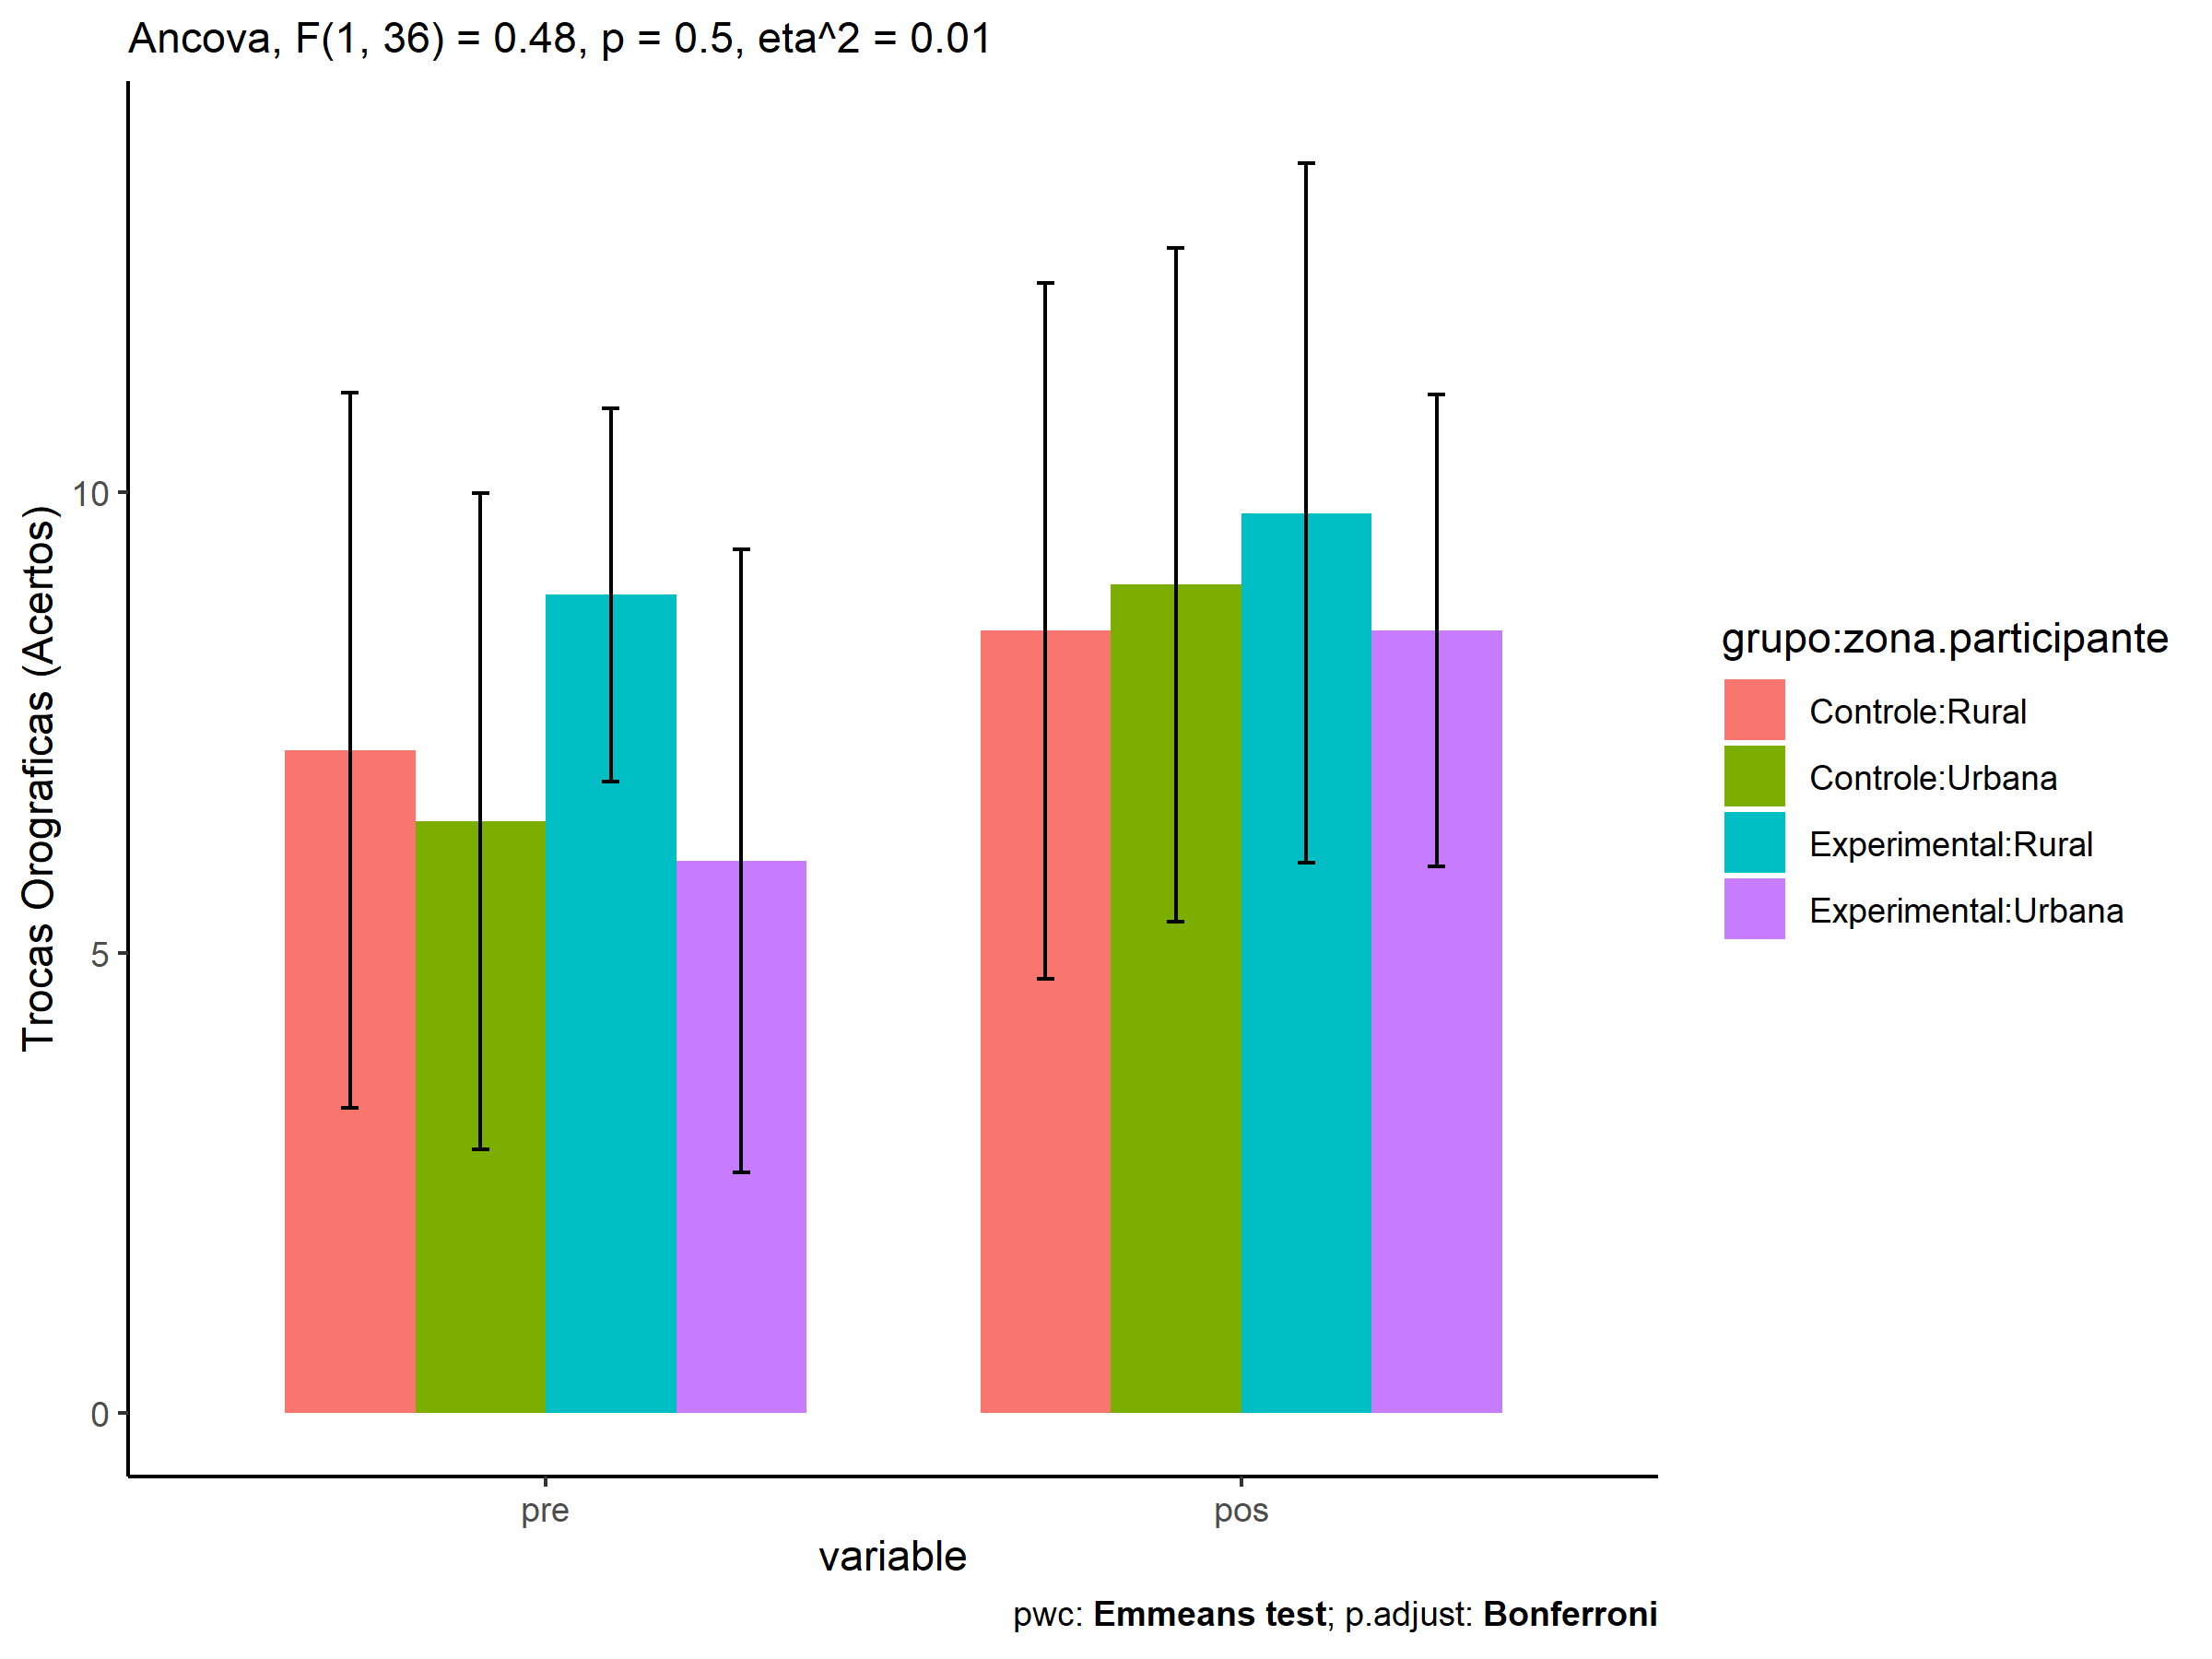 Ancova, F(1, 36) = 0.48, p = 0.5, eta^2 = 0.01
Trocas Orograficas (Acertos)
10
5
0
pre
pos
variable
grupo:zona.participante
Controle:Rural
Controle:Urbana
Experimental:Rural
Experimental:Urbana
pwc: Emmeans test; p.adjust: Bonferroni